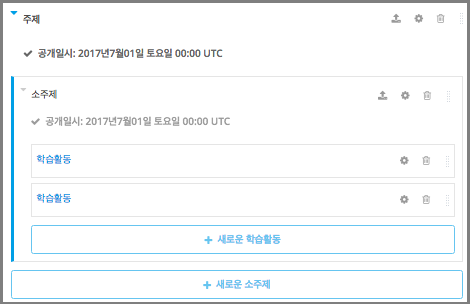 주제
공개일시: 2017년7월01일 토요일 00:00 UTC
소주제
공개일시: 2017년7월01일 토요일 00:00 UTC
학습활동
학습활동
+ 새로운 학습활동
+ 새로운 소주제